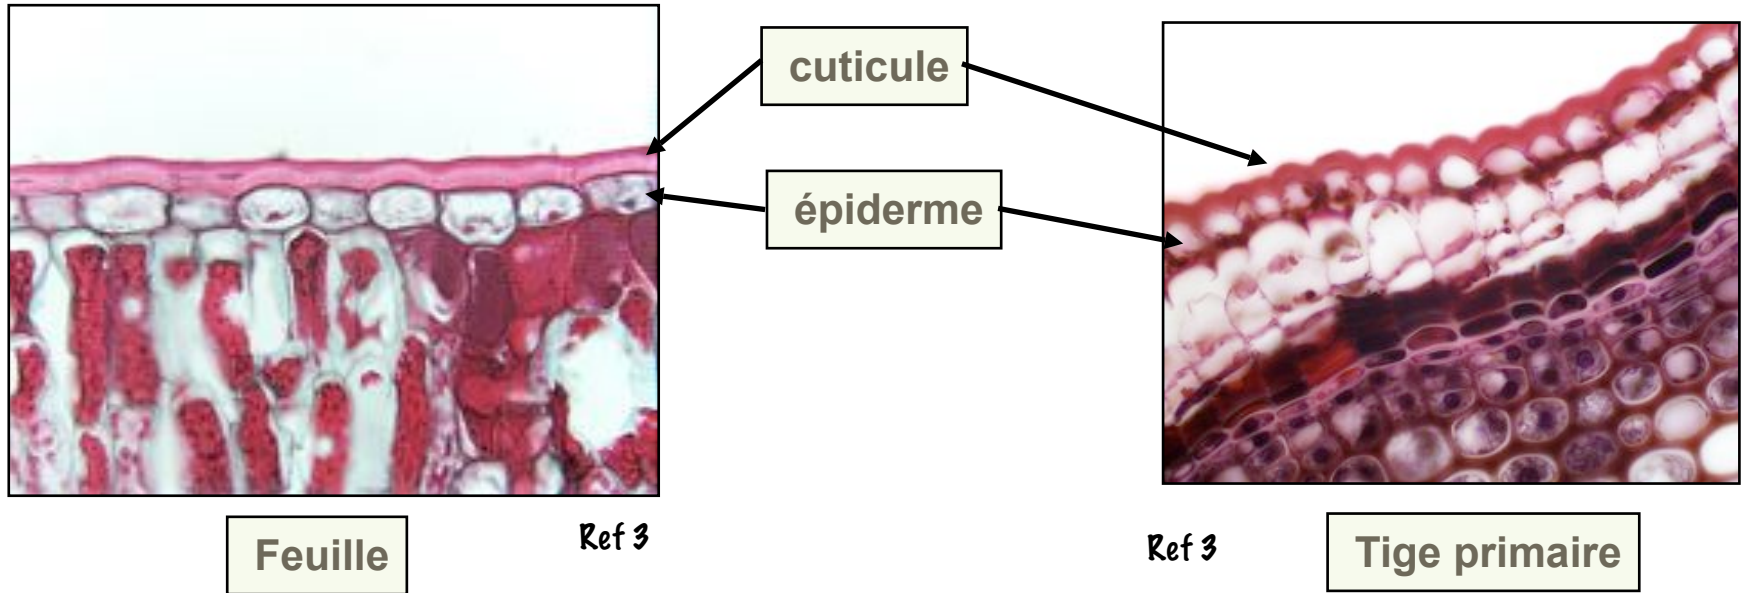 cuticule
épiderme
Feuille
Ref 3
Ref 3
Tige primaire